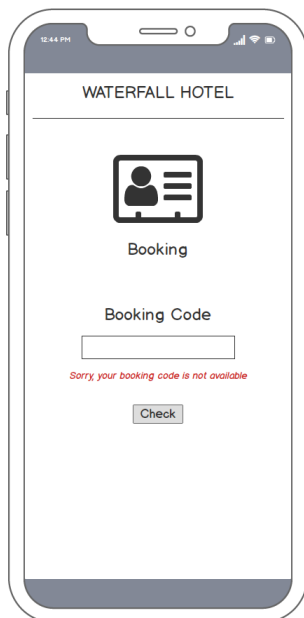 12:44 PM
WATERFALL HOTEL
Booking
Booking Code
Sorry, your booking code is not available
Check